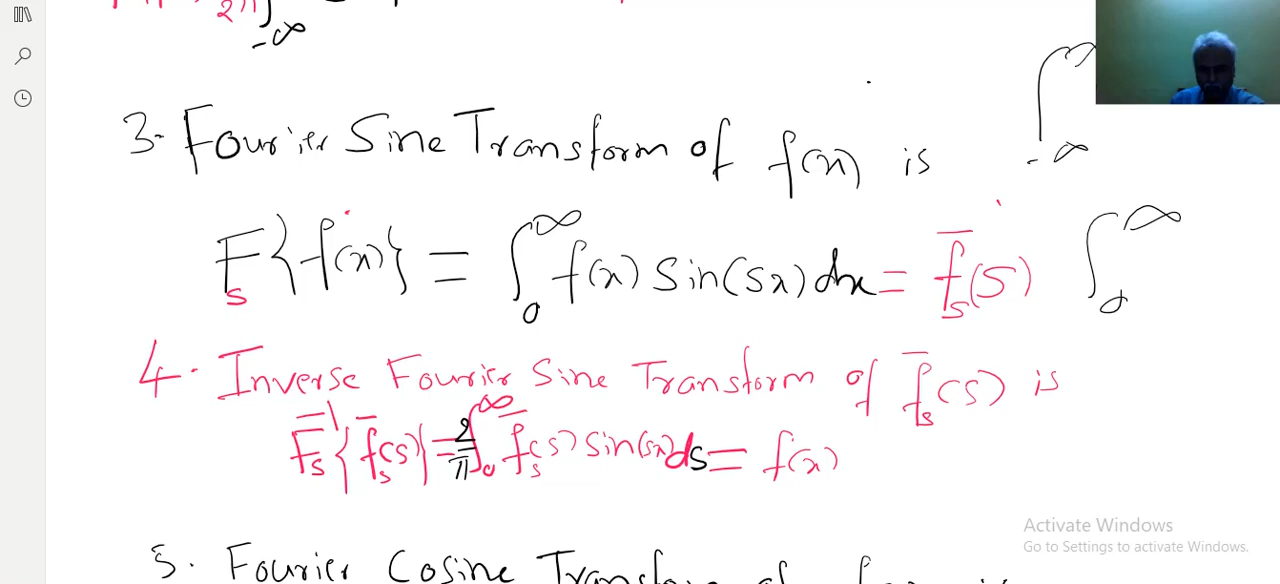 2π ∫ -∞
∫ -∞
3. Fourier Sine Transform of f(x) is
F_s{f(x)} = ∫_0^∞ f(x) sin(sx) dx = f̄_s(s) ∫_0^∞
4. Inverse Fourier Sine Transform of f̄_s(s) is
F_s^{-1}{f̄_s(s)} = 2/π ∫_0^∞ f̄_s(s) sin(sx) ds = f(x)
Activate Windows
Go to Settings to activate Windows.
5. Fourier Cosine Transform of